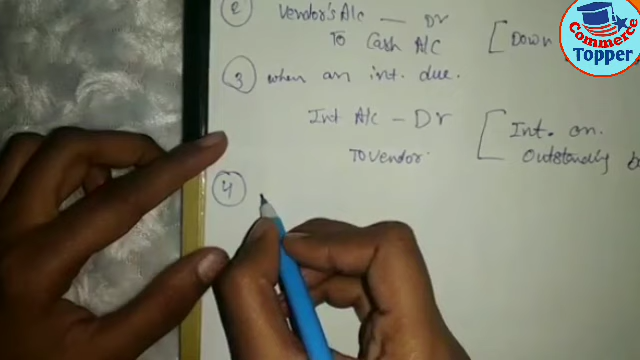 (2) Vendor's A/c — Dr
To Cash A/c [Down
(3) when an int. due.
Int A/c — Dr [Int. on.
To Vendor. Outstanding
(4)
Commerce
Topper